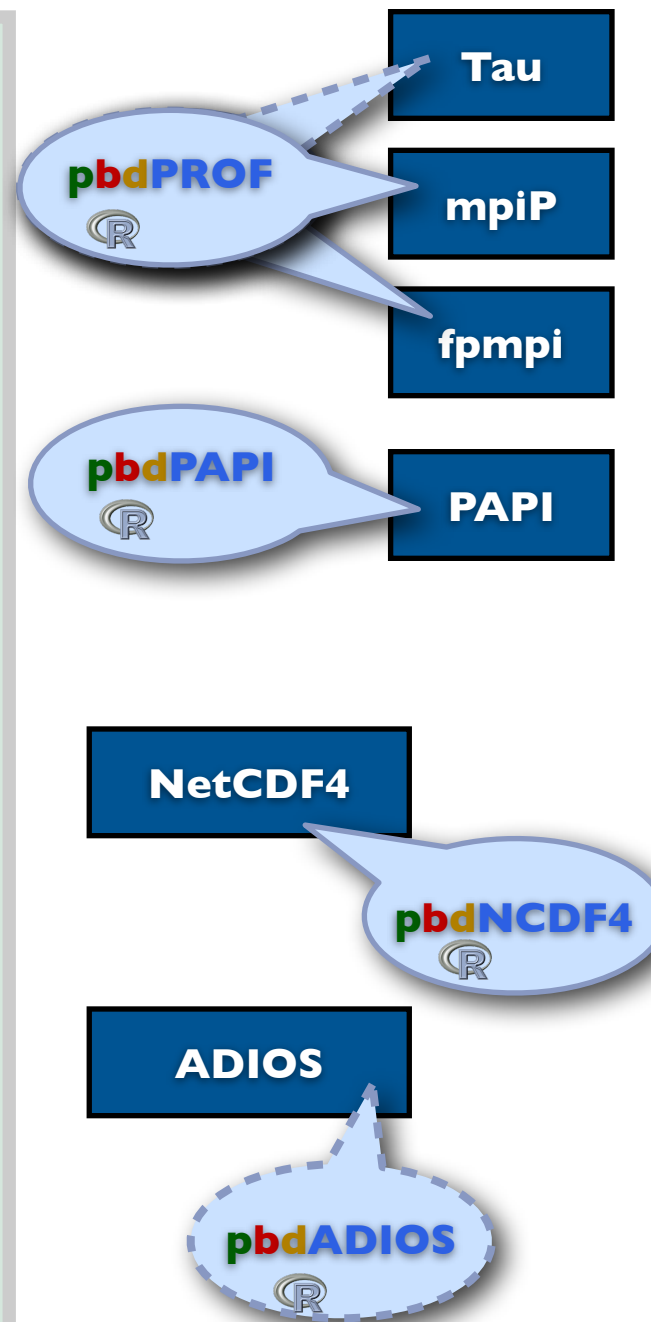 Tau
pbdPROF
R
mpiP
fpmpi
pbdPAPI
R
PAPI
NetCDF4
pbdNCDF4
R
ADIOS
pbdADIOS
R